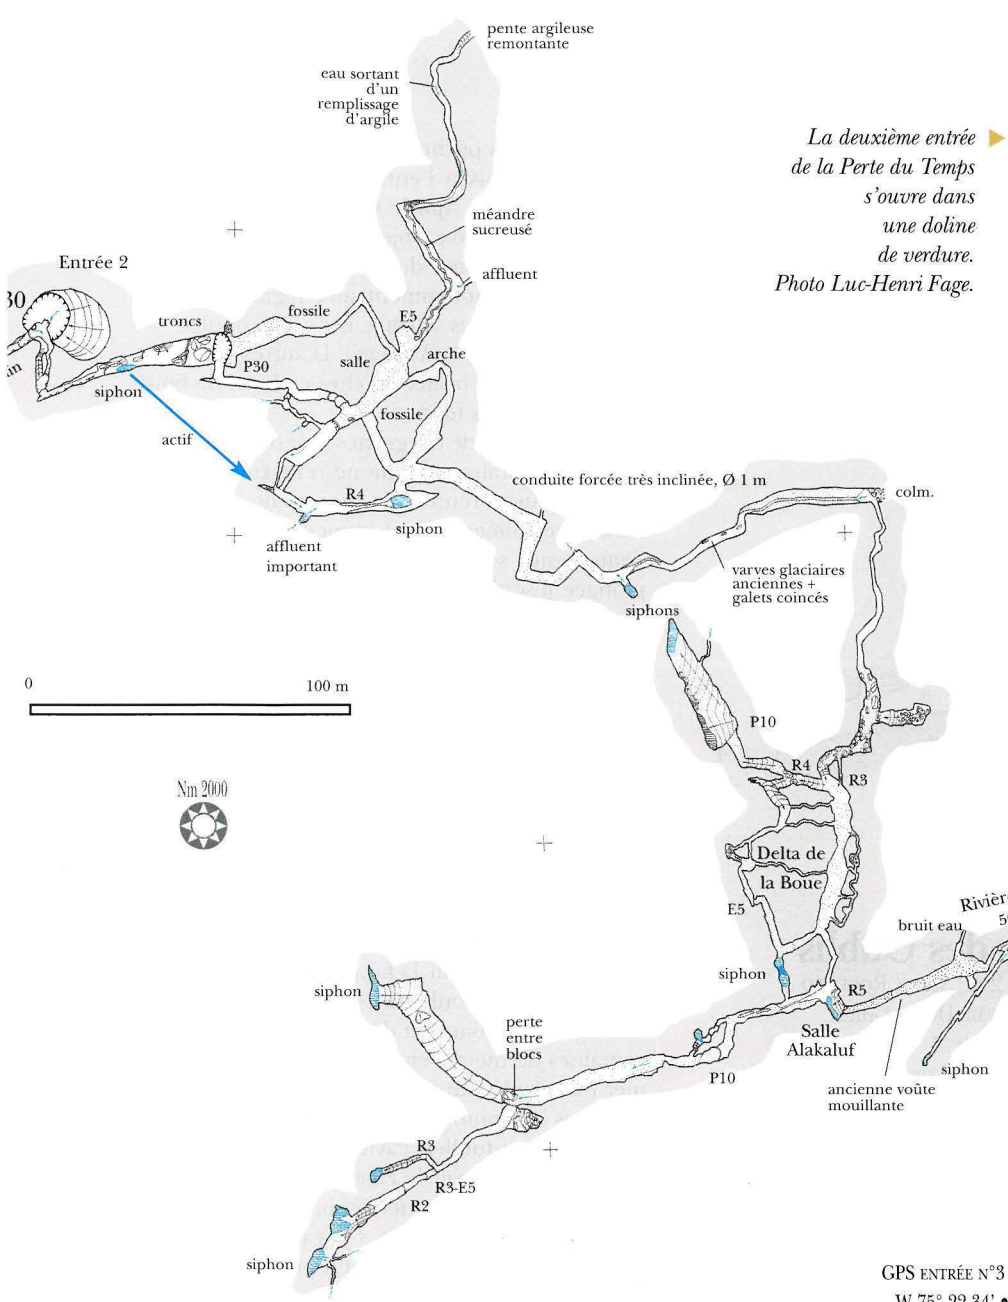 pente argileuse
remontante
eau sortant
d'un
remplissage
d'argile
La deuxième entrée
de la Perte du Temps
s'ouvre dans
une doline
de verdure.
Photo Luc-Henri Fage.
méandre
sucreusé
affluent
Entrée 2
30
troncs
fossile
E5
salle
arche
P30
siphon
fossile
actif
R4
siphon
affluent
important
conduite forcée très inclinée, Ø 1 m
colm.
varves glaciaires
anciennes +
galets coincés
siphons
0
100 m
P10
Nm 2000
R4
R3
Delta de
la Boue
E5
bruit eau
siphon
R5
Salle
Alakaluf
siphon
ancienne voûte
mouillante
siphon
perte
entre
blocs
P10
R3
R3-E5
R2
siphon
GPS ENTRÉE N°3
W 75° 22,34'